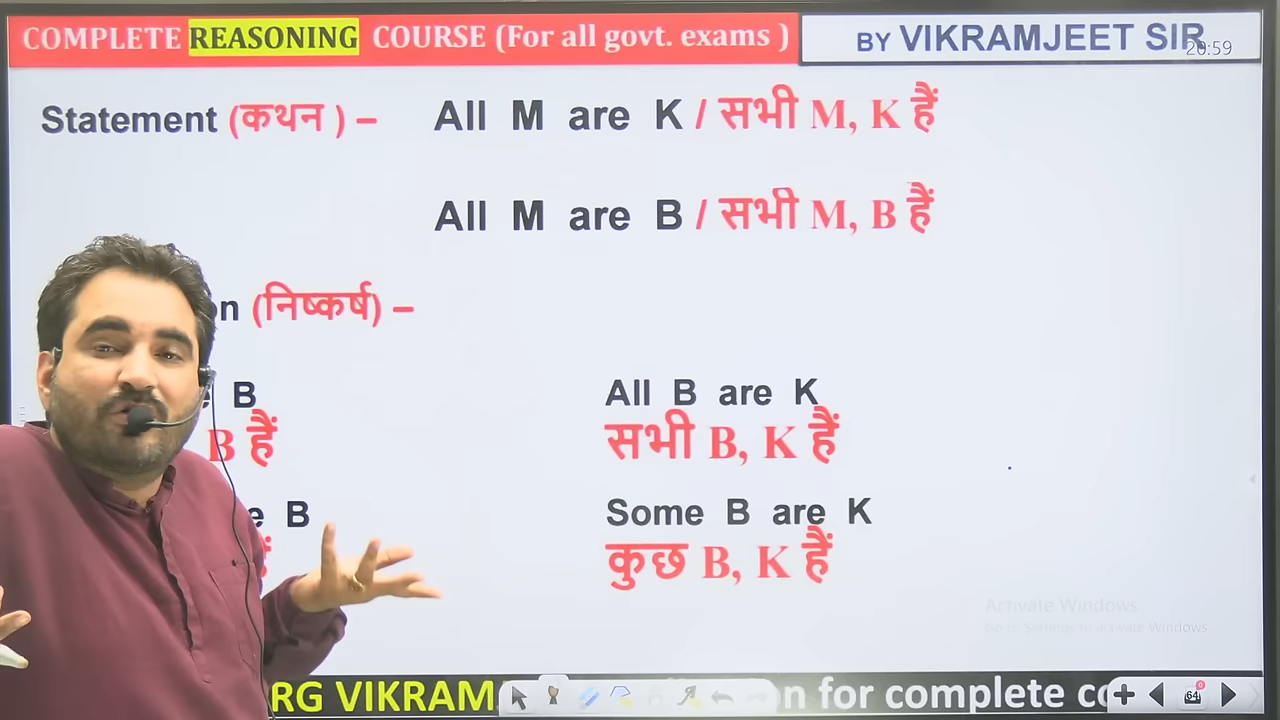 COMPLETE REASONING COURSE (For all govt. exams )
BY VIKRAMJEET SIR
20:59
Statement (कथन ) – All M are K / सभी M, K हैं
All M are B / सभी M, B हैं
(निष्कर्ष) –
B All B are K
B हैं सभी B, K हैं
B Some B are K
कुछ B, K हैं
Activate Windows
Go to Settings to activate Windows.
RG VIKRAM for complete
64